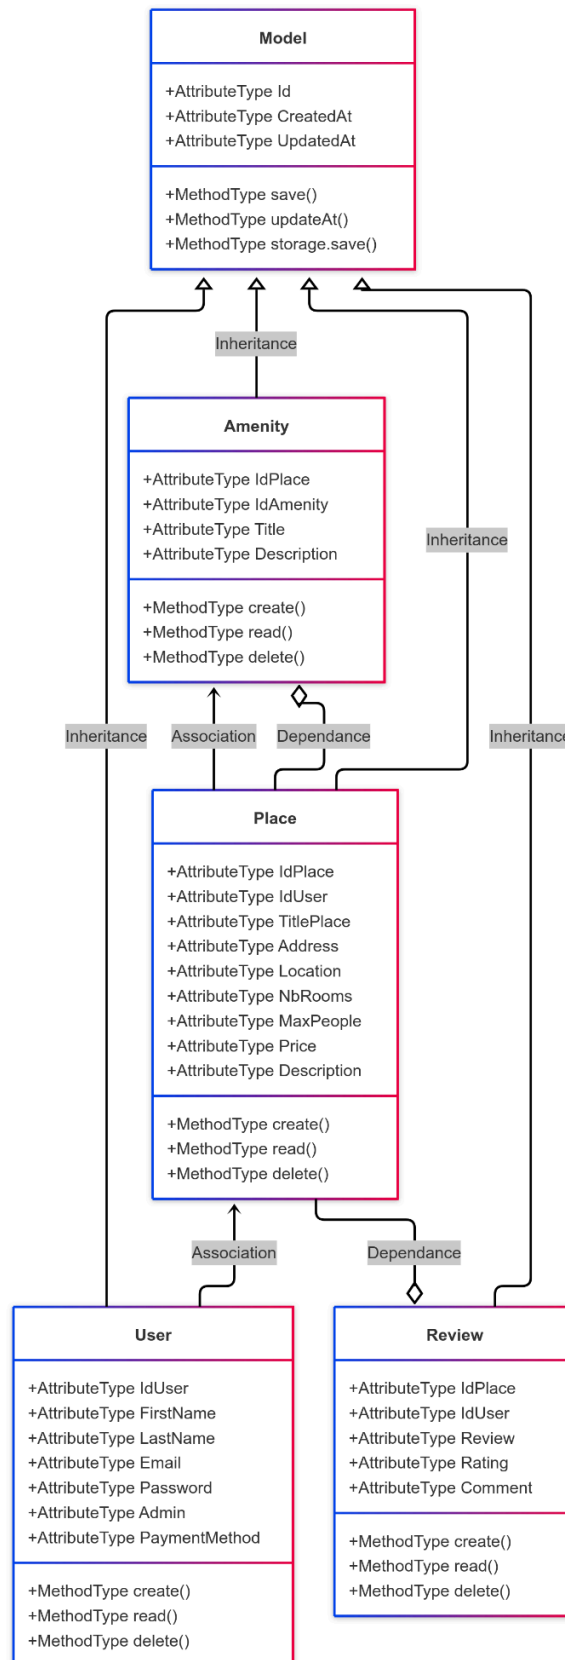 Model
+AttributeType Id
+AttributeType CreatedAt
+AttributeType UpdatedAt
+MethodType save()
+MethodType updateAt()
+MethodType storage.save()
Inheritance
Amenity
+AttributeType IdPlace
+AttributeType IdAmenity
+AttributeType Title
+AttributeType Description
+MethodType create()
+MethodType read()
+MethodType delete()
Inheritance
Inheritance
Association
Dependance
Inheritance
Place
+AttributeType IdPlace
+AttributeType IdUser
+AttributeType TitlePlace
+AttributeType Address
+AttributeType Location
+AttributeType NbRooms
+AttributeType MaxPeople
+AttributeType Price
+AttributeType Description
+MethodType create()
+MethodType read()
+MethodType delete()
Association
Dependance
User
+AttributeType IdUser
+AttributeType FirstName
+AttributeType LastName
+AttributeType Email
+AttributeType Password
+AttributeType Admin
+AttributeType PaymentMethod
+MethodType create()
+MethodType read()
+MethodType delete()
Review
+AttributeType IdPlace
+AttributeType IdUser
+AttributeType Review
+AttributeType Rating
+AttributeType Comment
+MethodType create()
+MethodType read()
+MethodType delete()